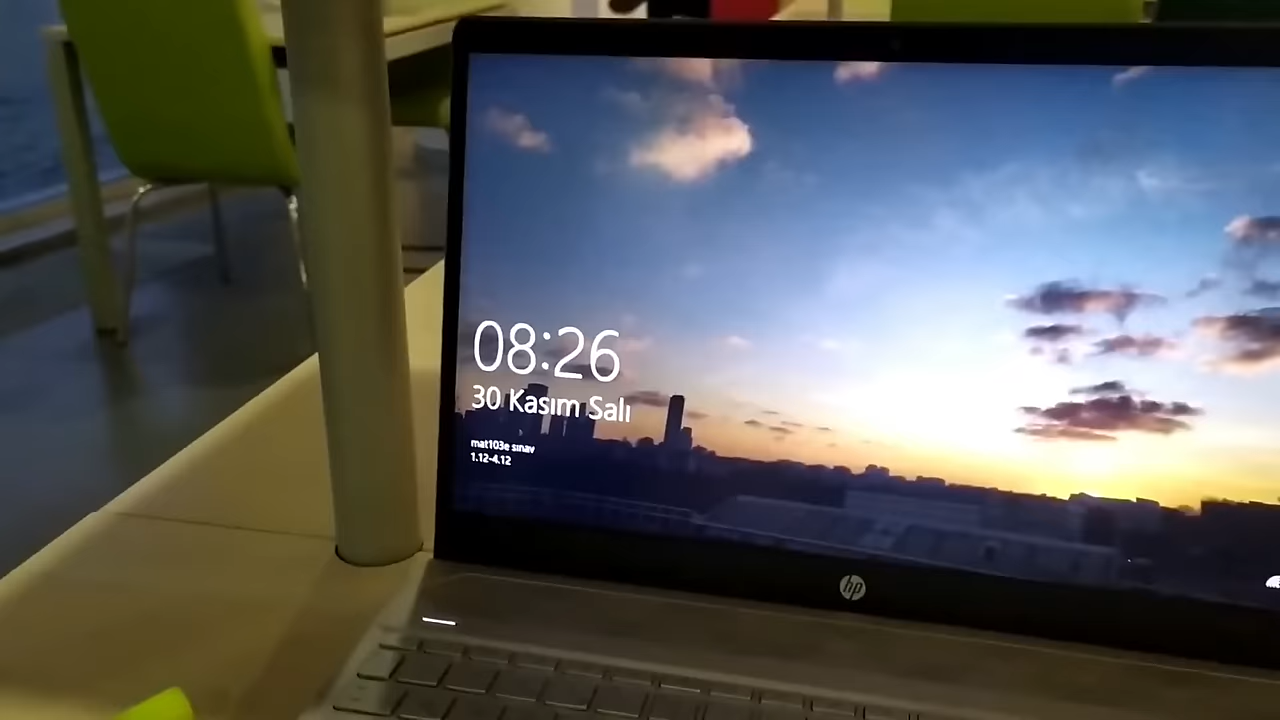 08:26
30 Kasım Salı
mat103e sınav
1.12-4.12
hp